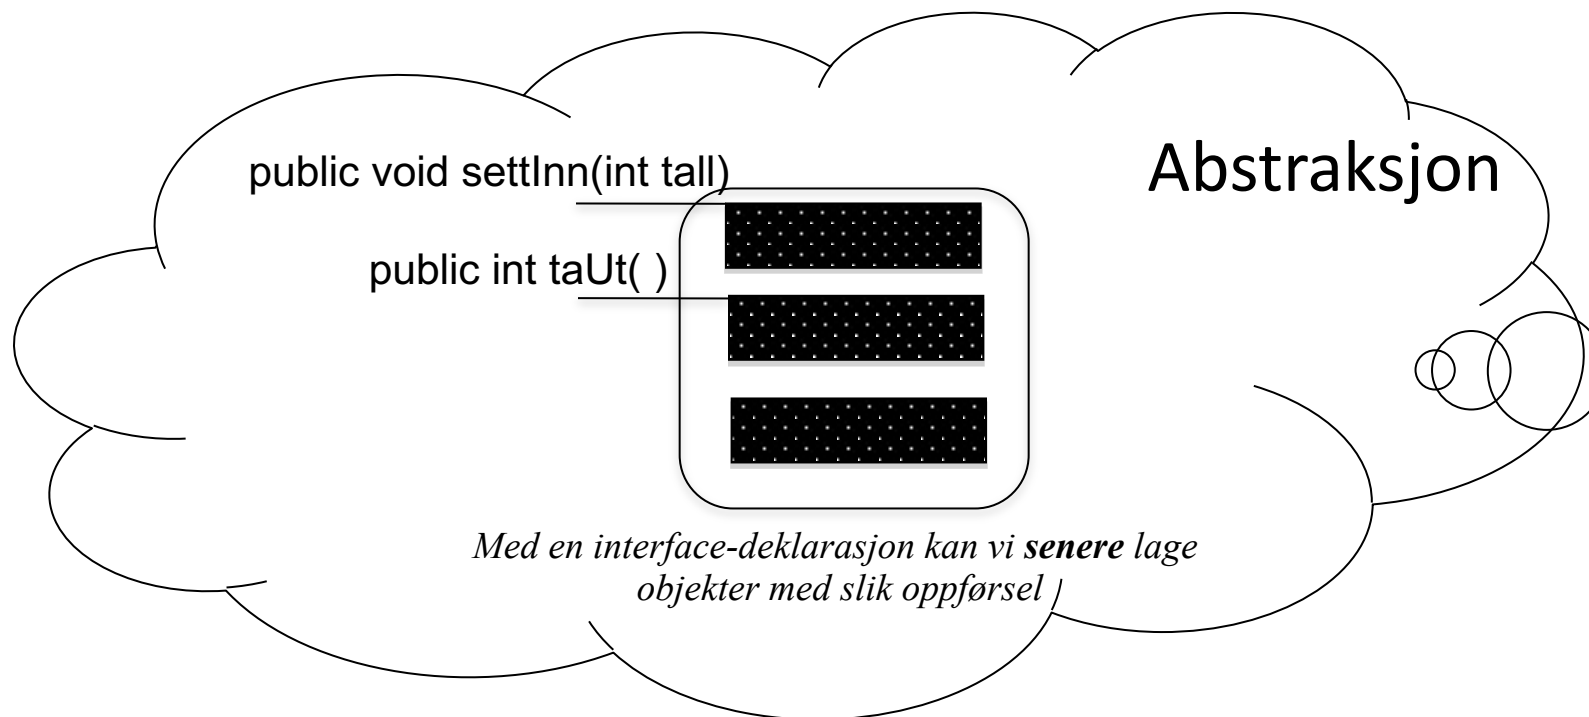 Abstraksjon
public void settInn(int tall)
public int taUt( )
Med en interface-deklarasjon kan vi senere lage
objekter med slik oppførsel